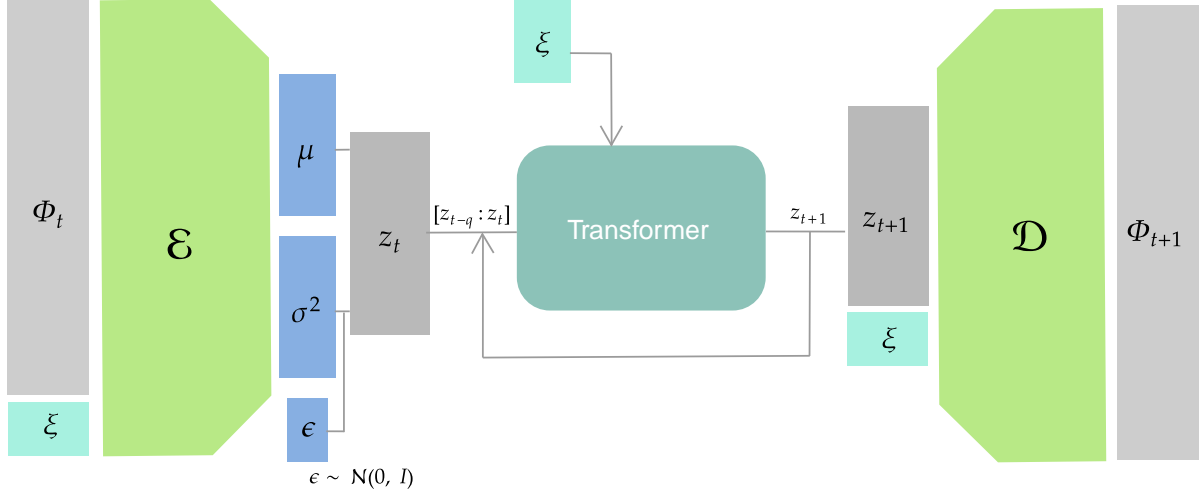 Φₜ
ξ
ℰ
μ
σ²
ϵ
ϵ ~ N(0, I)
zₜ
[zₜ₋q : zₜ]
ξ
Transformer
zₜ₊₁
zₜ₊₁
ξ
𝔇
Φₜ₊₁